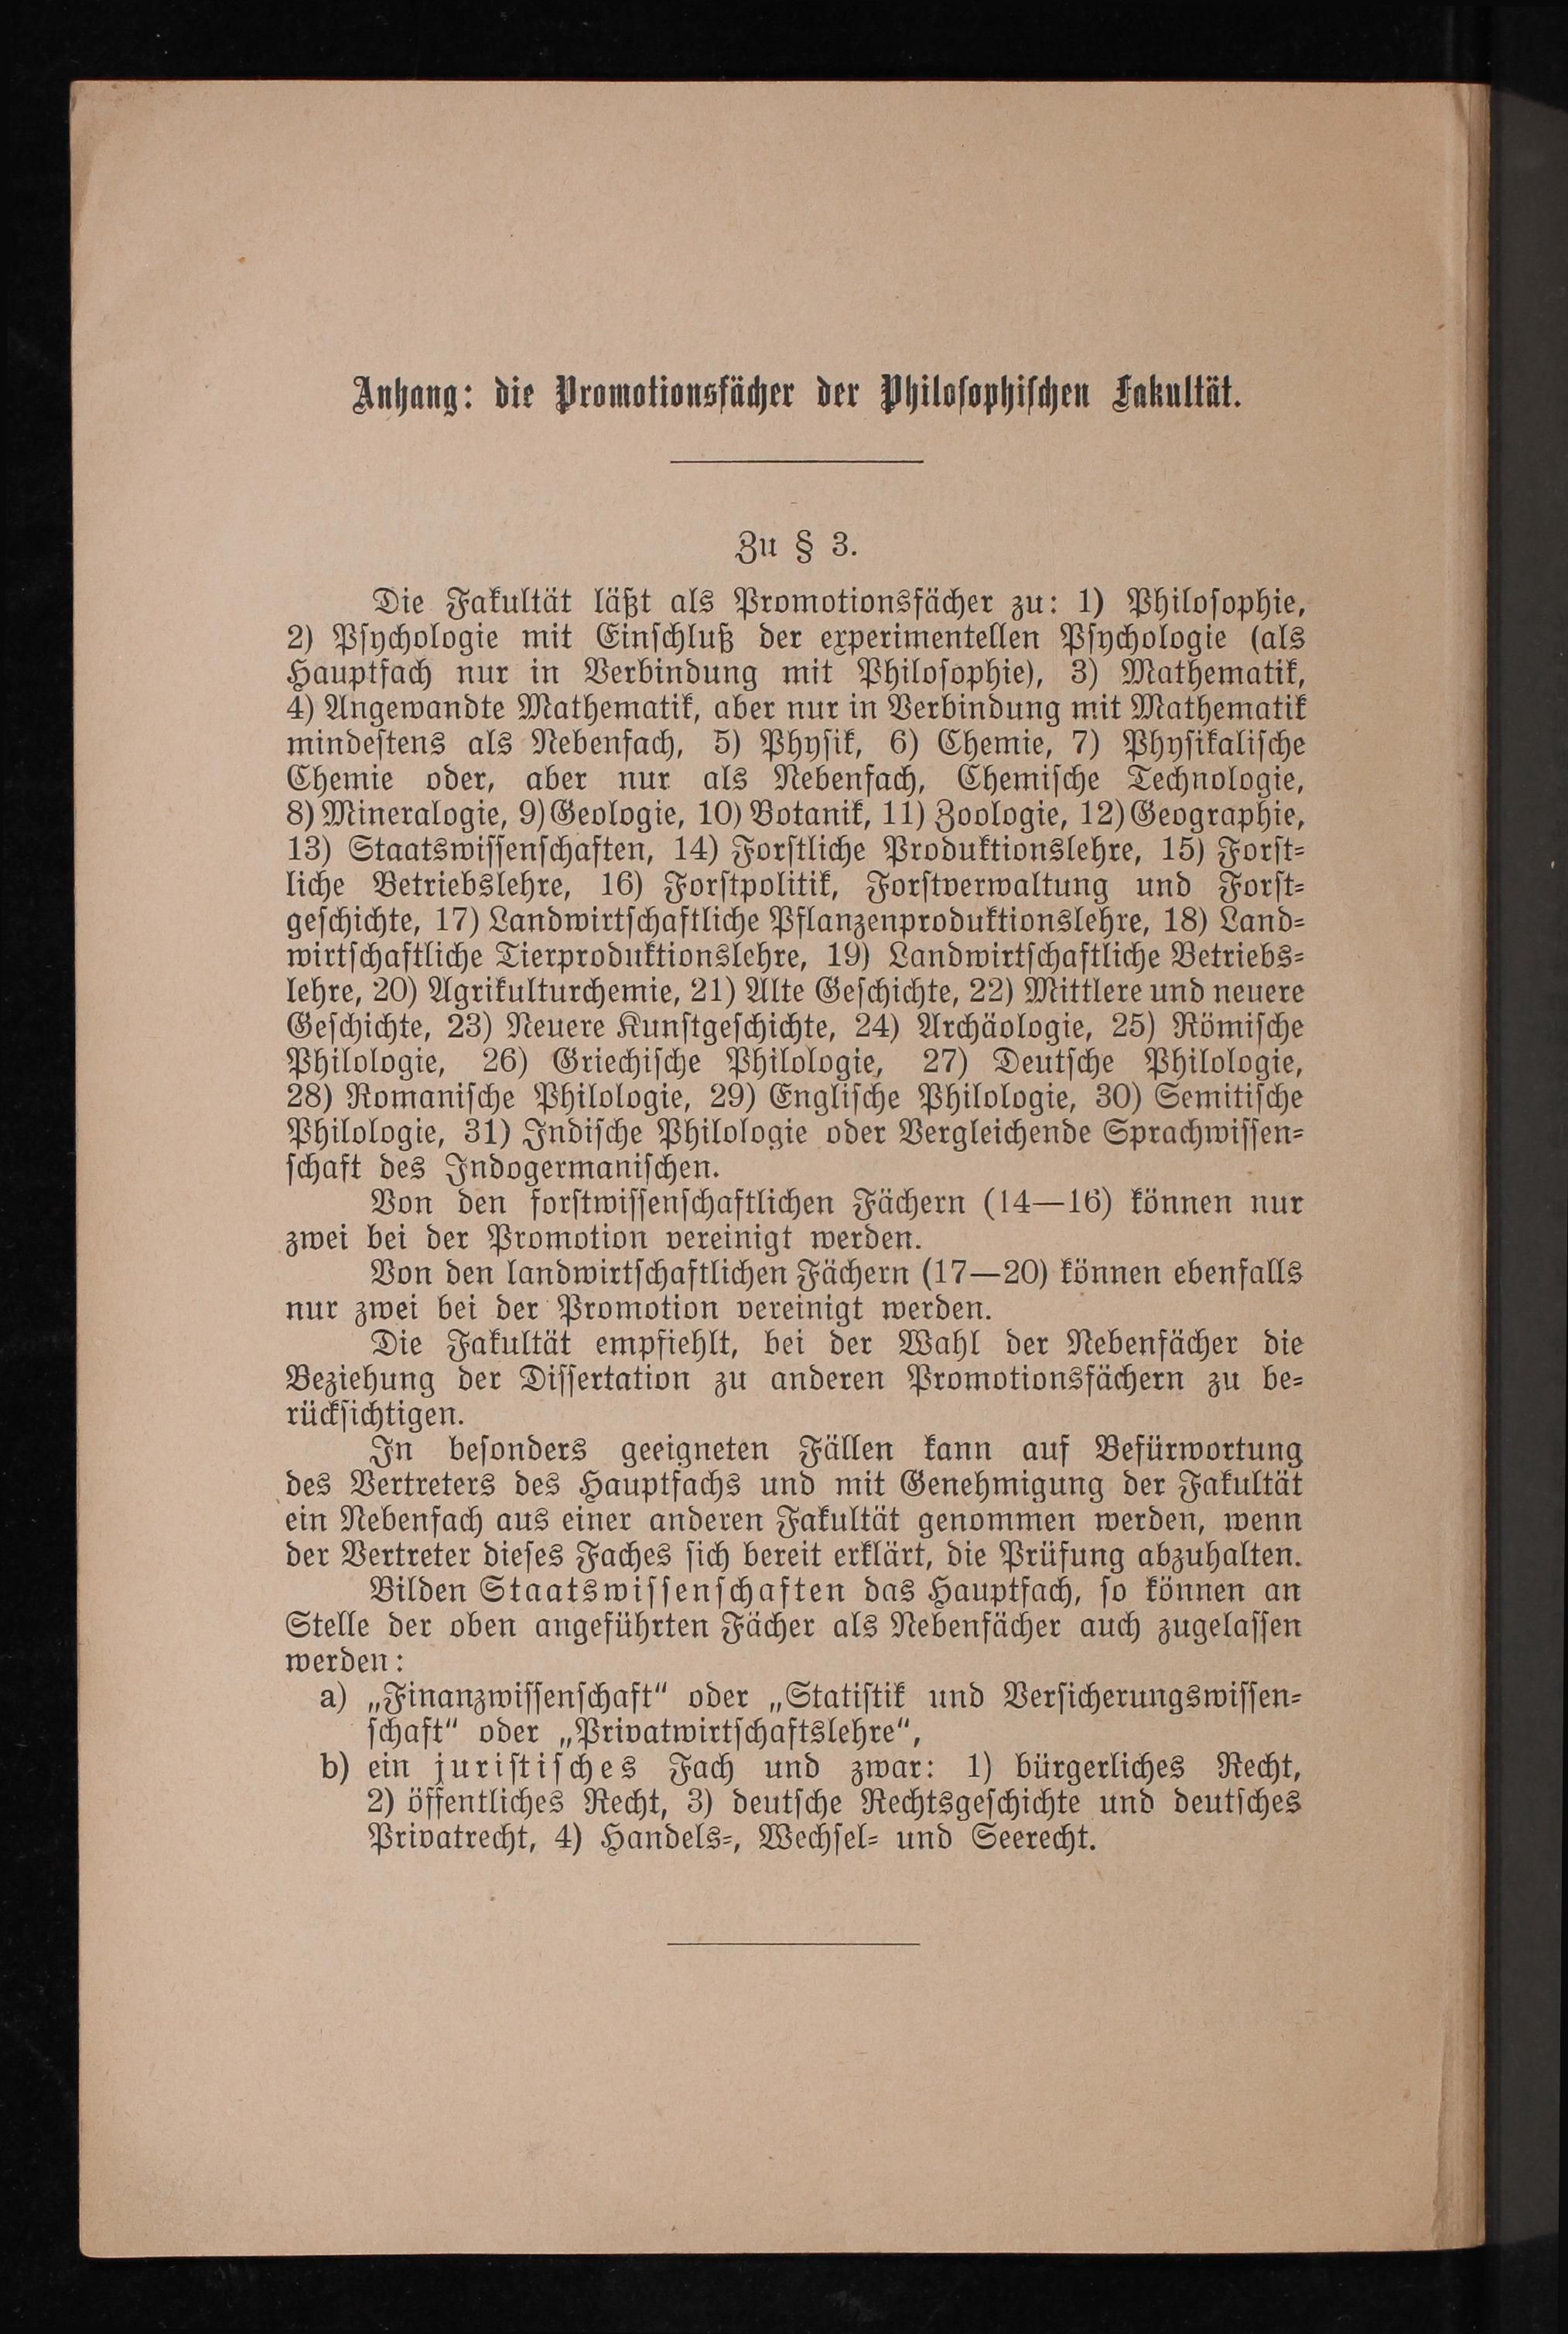 Anhang: die Promotionsfächer der Philosophischen Fakultät.
Zu § 3.
Die Fakultät läßt als Promotionsfächer zu: 1) Philosophie,
2) Psychologie mit Einschluß der experimentellen Psychologie (als
Hauptfach nur in Verbindung mit Philosophie), 3) Mathematik,
4) Angewandte Mathematik, aber nur in Verbindung mit Mathematik
mindestens als Nebenfach, 5) Physik, 6) Chemie, 7) Physikalische
Chemie oder, aber nur als Nebenfach, Chemische Technologie,
8) Mineralogie, 9) Geologie, 10) Botanik, 11) Zoologie, 12) Geographie,
13) Staatswissenschaften, 14) Forstliche Produktionslehre, 15) Forst-
liche Betriebslehre, 16) Forstpolitik, Forstverwaltung und Forst-
geschichte, 17) Landwirtschaftliche Pflanzenproduktionslehre, 18) Land-
wirtschaftliche Tierproduktionslehre, 19) Landwirtschaftliche Betriebs-
lehre, 20) Agrikulturchemie, 21) Alte Geschichte, 22) Mittlere und neuere
Geschichte, 23) Neuere Kunstgeschichte, 24) Archäologie, 25) Römische
Philologie, 26) Griechische Philologie, 27) Deutsche Philologie,
28) Romanische Philologie, 29) Englische Philologie, 30) Semitische
Philologie, 31) Indische Philologie oder Vergleichende Sprachwissen-
schaft des Indogermanischen.
Von den forstwissenschaftlichen Fächern (14—16) können nur
zwei bei der Promotion vereinigt werden.
Von den landwirtschaftlichen Fächern (17—20) können ebenfalls
nur zwei bei der Promotion vereinigt werden.
Die Fakultät empfiehlt, bei der Wahl der Nebenfächer die
Beziehung der Dissertation zu anderen Promotionsfächern zu be-
rücksichtigen.
In besonders geeigneten Fällen kann auf Befürwortung
des Vertreters des Hauptfachs und mit Genehmigung der Fakultät
ein Nebenfach aus einer anderen Fakultät genommen werden, wenn
der Vertreter dieses Faches sich bereit erklärt, die Prüfung abzuhalten.
Bilden Staatswissenschaften das Hauptfach, so können an
Stelle der oben angeführten Fächer als Nebenfächer auch zugelassen
werden:
a) „Finanzwissenschaft“ oder „Statistik und Versicherungswissen-
schaft“ oder „Privatwirtschaftslehre“,
b) ein juristisches Fach und zwar: 1) bürgerliches Recht,
2) öffentliches Recht, 3) deutsche Rechtsgeschichte und deutsches
Privatrecht, 4) Handels-, Wechsel- und Seerecht.